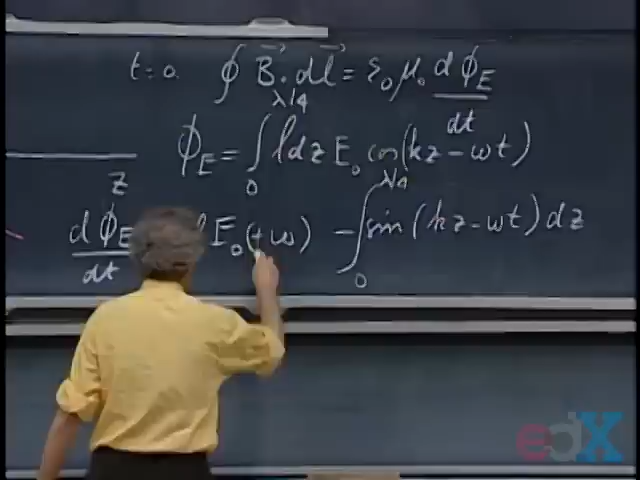 t=0. ∮ B⃗·dl⃗ = ε₀μ₀ dϕ_E/dt
ϕ_E = ∫₀^{λ/4} l dz E₀ cos(kz − ωt)
z
dϕ_E/dt l E₀ (+ω) − ∫₀^{λ/4} sin(kz − ωt) dz
edX